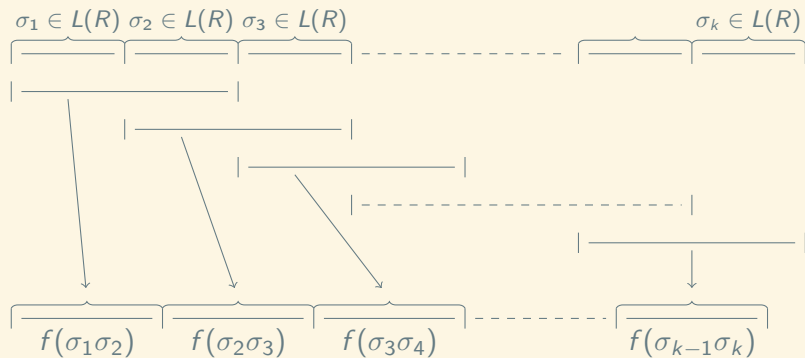 σ₁ ∈ L(R) σ₂ ∈ L(R) σ₃ ∈ L(R) σₖ ∈ L(R)
f(σ₁σ₂) f(σ₂σ₃) f(σ₃σ₄) f(σₖ₋₁σₖ)